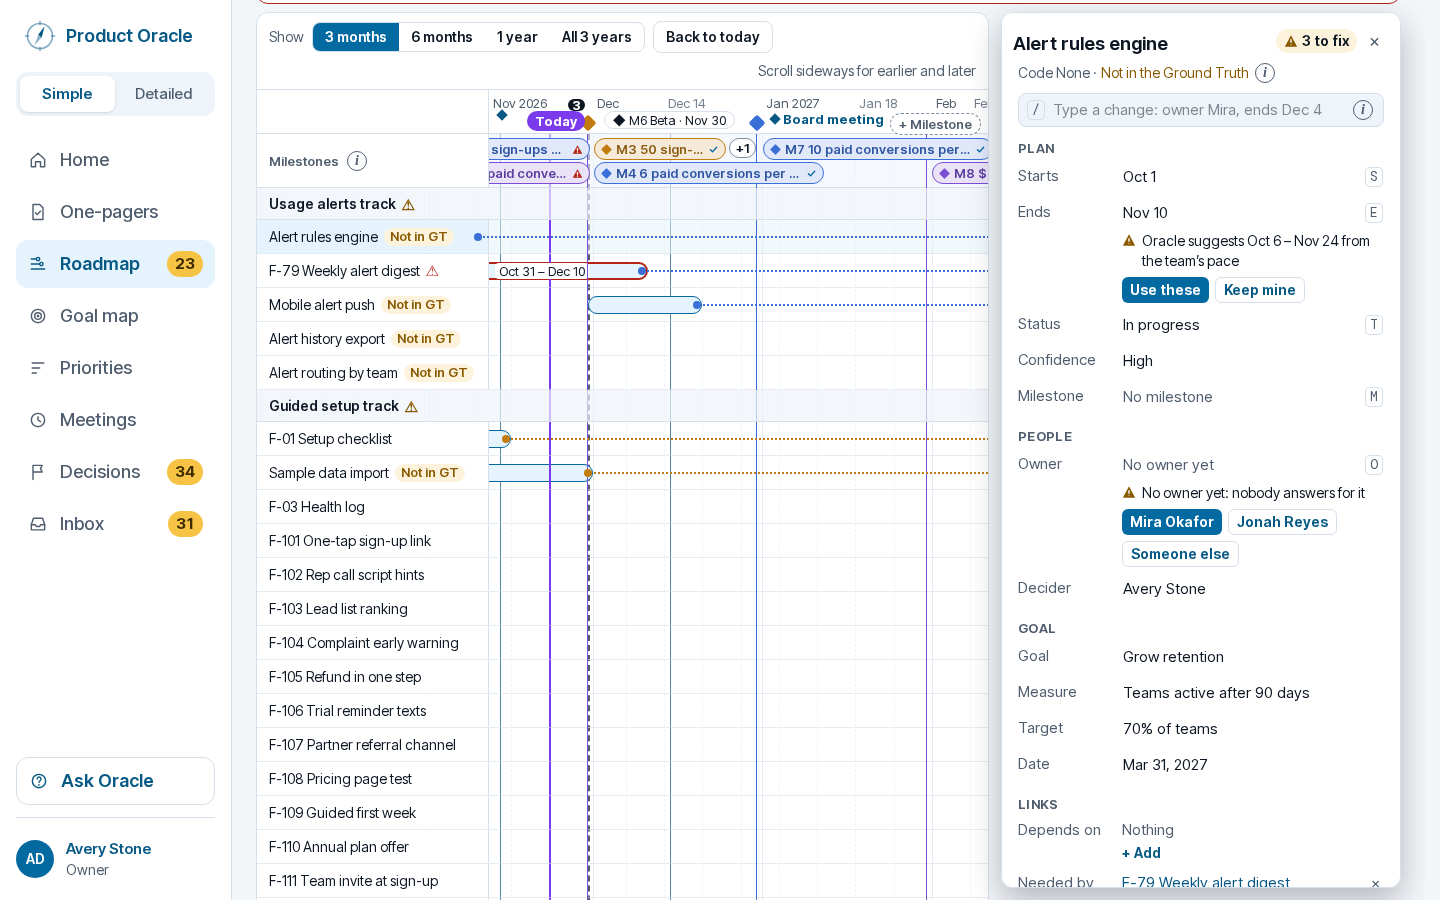 Product Oracle
Simple
Detailed
Home
One-pagers
Roadmap
23
Goal map
Priorities
Meetings
Decisions
34
Inbox
31
Ask Oracle
AD
Avery Stone
Owner
Show
3 months
6 months
1 year
All 3 years
Back to today
Scroll sideways for earlier and later
Nov 2026
3
Dec
Dec 14
Jan 2027
Jan 18
Feb
Fe
Today
M6 Beta · Nov 30
Board meeting
+ Milestone
Milestones
i
sign-ups ...
M3 50 sign-...
+1
M7 10 paid conversions per...
paid conve...
M4 6 paid conversions per ...
M8 $
Usage alerts track
Alert rules engine
Not in GT
F-79 Weekly alert digest
Oct 31 – Dec 10
Mobile alert push
Not in GT
Alert history export
Not in GT
Alert routing by team
Not in GT
Guided setup track
F-01 Setup checklist
Sample data import
Not in GT
F-03 Health log
F-101 One-tap sign-up link
F-102 Rep call script hints
F-103 Lead list ranking
F-104 Complaint early warning
F-105 Refund in one step
F-106 Trial reminder texts
F-107 Partner referral channel
F-108 Pricing page test
F-109 Guided first week
F-110 Annual plan offer
F-111 Team invite at sign-up
Alert rules engine
3 to fix
×
Code None · Not in the Ground Truth
i
/
Type a change: owner Mira, ends Dec 4
i
PLAN
Starts
Oct 1
S
Ends
Nov 10
E
Oracle suggests Oct 6 – Nov 24 from
the team's pace
Use these
Keep mine
Status
In progress
T
Confidence
High
Milestone
No milestone
M
PEOPLE
Owner
No owner yet
O
No owner yet: nobody answers for it
Mira Okafor
Jonah Reyes
Someone else
Decider
Avery Stone
GOAL
Goal
Grow retention
Measure
Teams active after 90 days
Target
70% of teams
Date
Mar 31, 2027
LINKS
Depends on
Nothing
+ Add
Needed by
F-79 Weekly alert digest
×